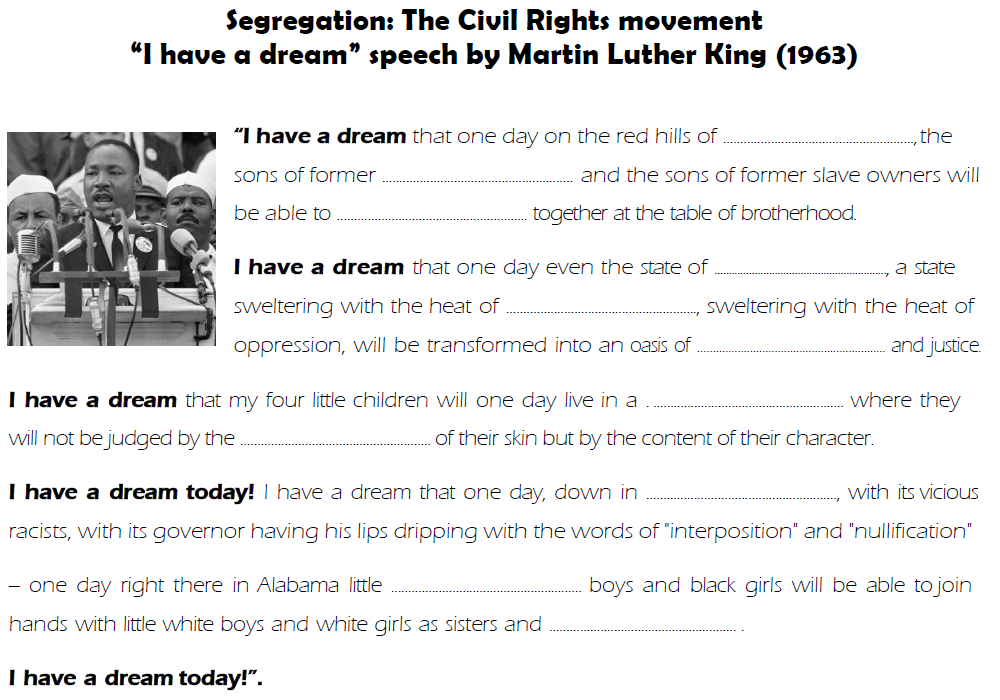 Segregation: The Civil Rights movement
“I have a dream” speech by Martin Luther King (1963)
“I have a dream that one day on the red hills of ............................................., the
sons of former ............................................. and the sons of former slave owners will
be able to ............................................. together at the table of brotherhood.
I have a dream that one day even the state of ............................................., a state
sweltering with the heat of ............................................., sweltering with the heat of
oppression, will be transformed into an oasis of ............................................. and justice.
I have a dream that my four little children will one day live in a . ............................................. where they
will not be judged by the ............................................. of their skin but by the content of their character.
I have a dream today! I have a dream that one day, down in ............................................., with its vicious
racists, with its governor having his lips dripping with the words of "interposition" and "nullification"
– one day right there in Alabama little ............................................. boys and black girls will be able to join
hands with little white boys and white girls as sisters and ............................................. .
I have a dream today!”.